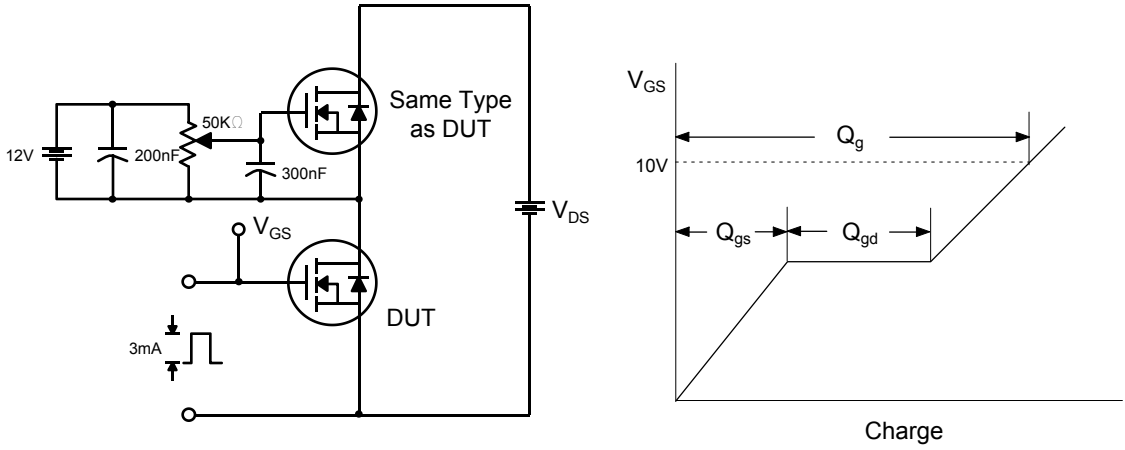 Same Type
as DUT
50KΩ
12V
200nF
300nF
V_GS
V_DS
DUT
3mA
V_GS
Q_g
10V
Q_gs
Q_gd
Charge